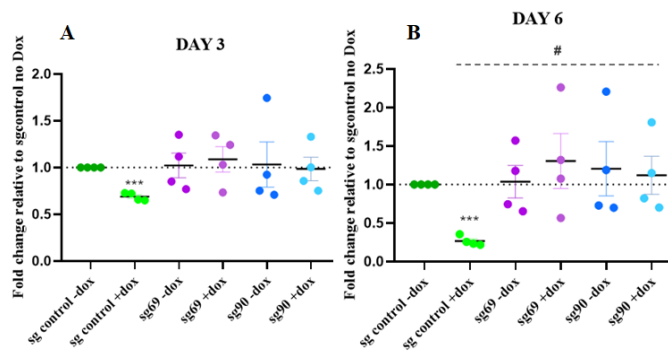 A
DAY 3
Fold change relative to sgcontrol no Dox
2.0
1.5
1.0
0.5
0.0
***
sg control -dox
sg control +dox
sg69 -dox
sg69 +dox
sg90 -dox
sg90 +dox
B
DAY 6
#
Fold change relative to sgcontrol no Dox
2.5
2.0
1.5
1.0
0.5
0.0
***
sg control -dox
sg control +dox
sg69 -dox
sg69 +dox
sg90 -dox
sg90 +dox